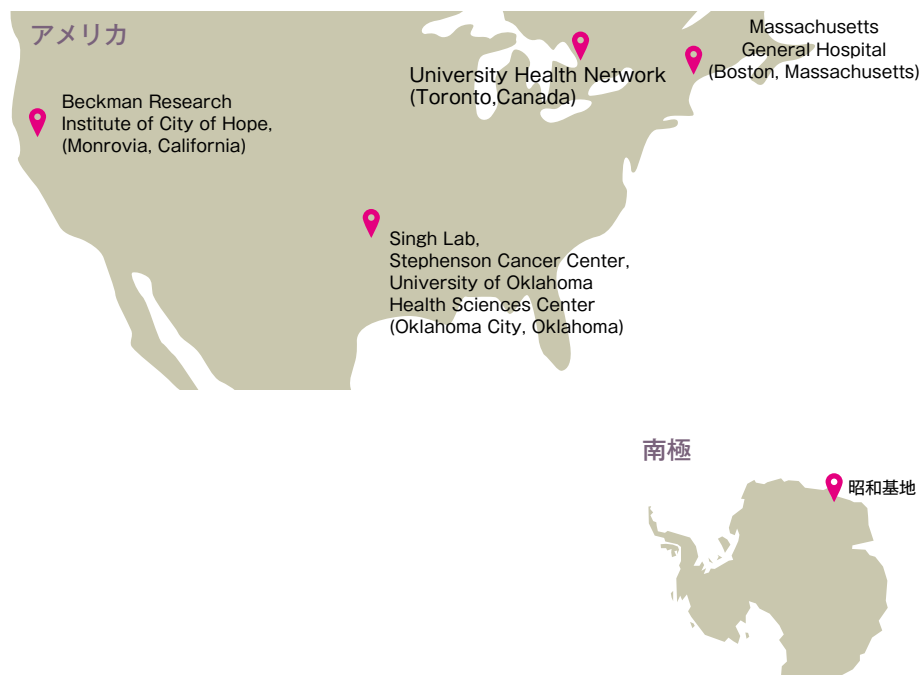 アメリカ
Massachusetts
General Hospital
(Boston, Massachusetts)
University Health Network
(Toronto,Canada)
Beckman Research
Institute of City of Hope,
(Monrovia, California)
Singh Lab,
Stephenson Cancer Center,
University of Oklahoma
Health Sciences Center
(Oklahoma City, Oklahoma)
南極
昭和基地